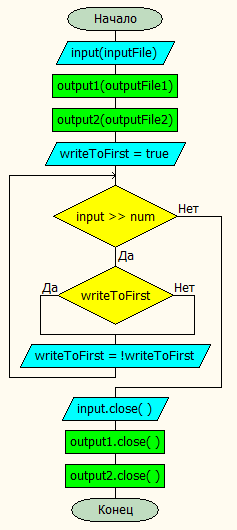 Начало
input(inputFile)
output1(outputFile1)
output2(outputFile2)
writeToFirst = true
input >> num
Нет
Да
Да
Нет
writeToFirst
writeToFirst = !writeToFirst
input.close( )
output1.close( )
output2.close( )
Конец